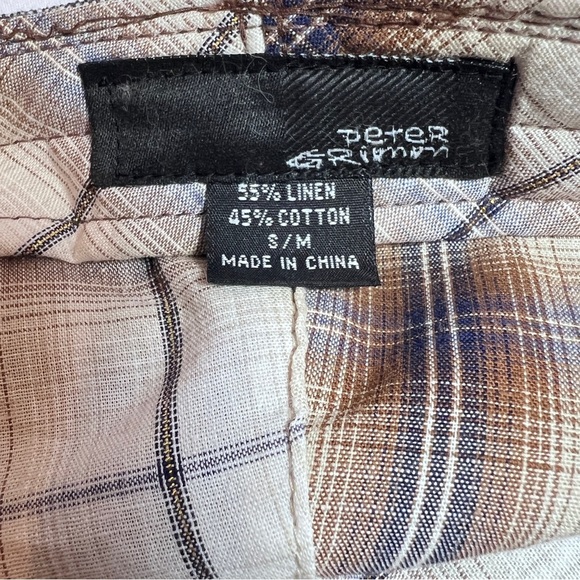 Peter
GRimm
55% LINEN
45% COTTON
S/M
MADE IN CHINA